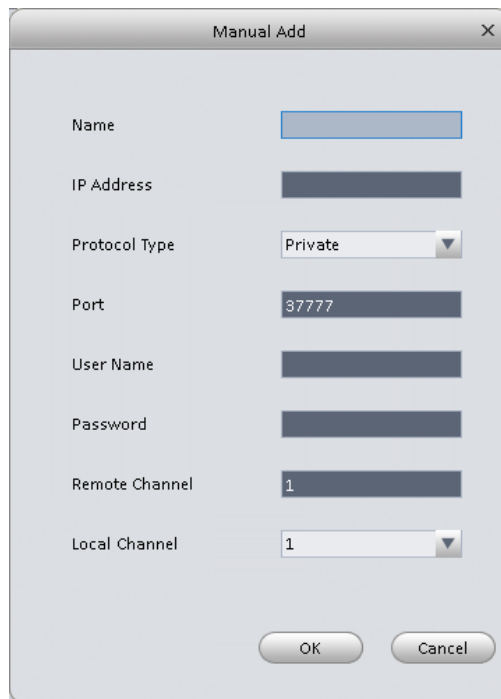 Manual Add
Name
IP Address
Protocol Type Private
Port 37777
User Name
Password
Remote Channel 1
Local Channel 1
OK Cancel